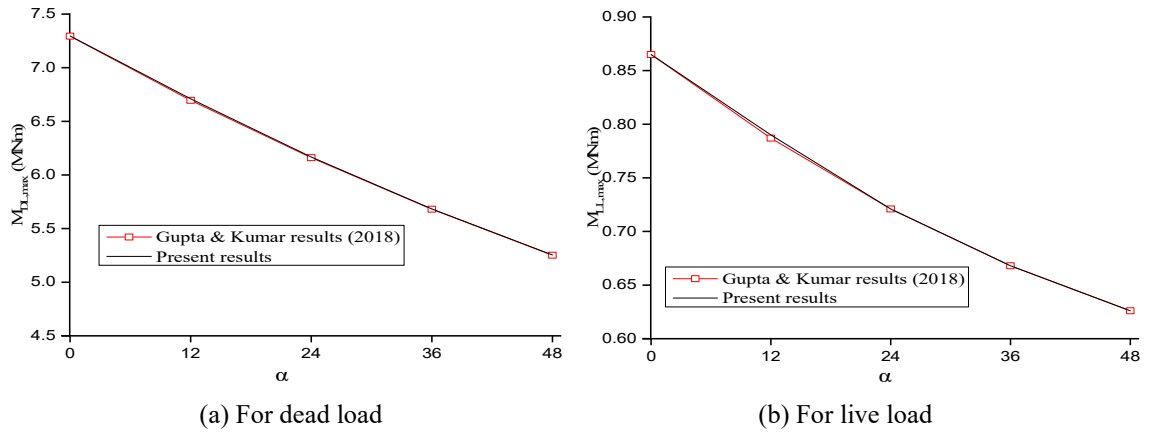 7.5
7.0
6.5
6.0
5.5
5.0
4.5
M_DL,max (MNm)
Gupta & Kumar results (2018)
Present results
0 12 24 36 48
α
(a) For dead load
0.90
0.85
0.80
0.75
0.70
0.65
0.60
M_LL,max (MNm)
Gupta & Kumar results (2018)
Present results
0 12 24 36 48
α
(b) For live load